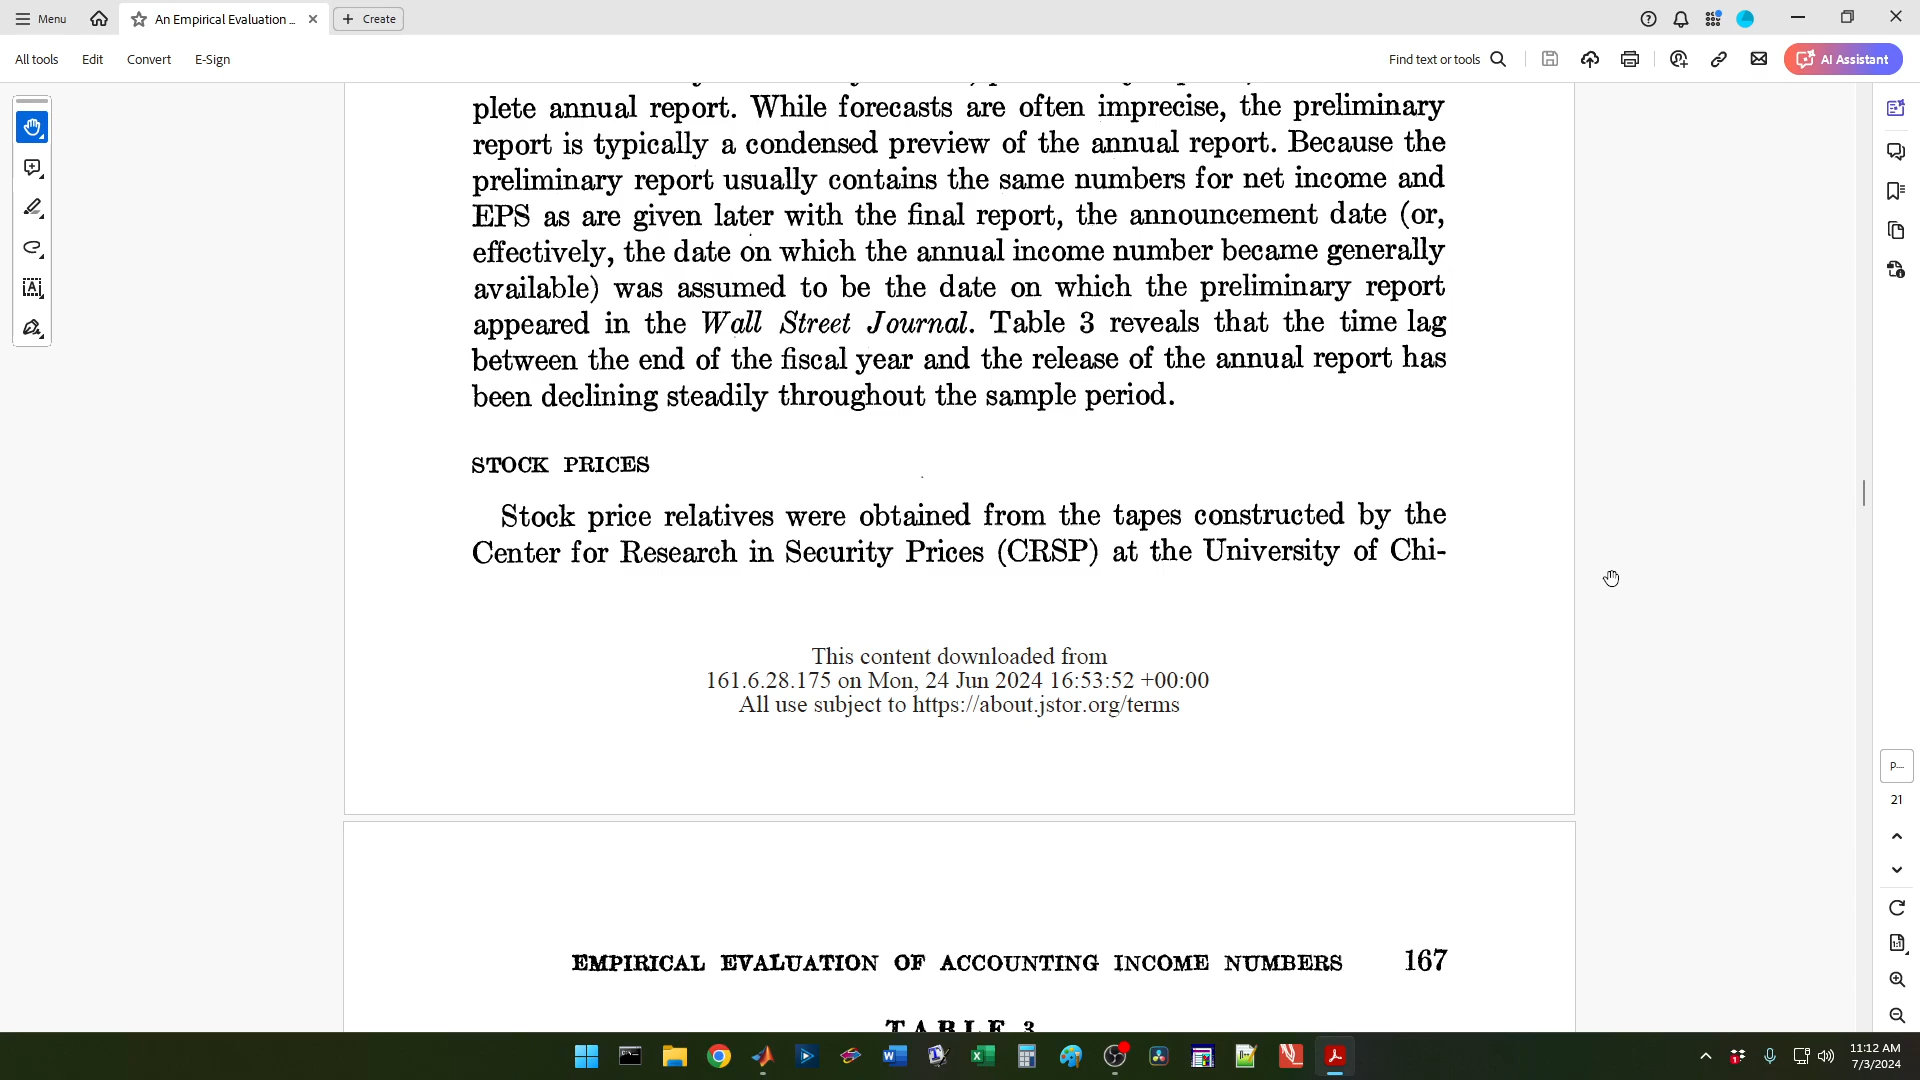 Menu
An Empirical Evaluation ...
Create
All tools
Edit
Convert
E-Sign
Find text or tools
AI Assistant
plete annual report. While forecasts are often imprecise, the preliminary
report is typically a condensed preview of the annual report. Because the
preliminary report usually contains the same numbers for net income and
EPS as are given later with the final report, the announcement date (or,
effectively, the date on which the annual income number became generally
available) was assumed to be the date on which the preliminary report
appeared in the Wall Street Journal. Table 3 reveals that the time lag
between the end of the fiscal year and the release of the annual report has
been declining steadily throughout the sample period.
STOCK PRICES
Stock price relatives were obtained from the tapes constructed by the
Center for Research in Security Prices (CRSP) at the University of Chi-
This content downloaded from
161.6.28.175 on Mon, 24 Jun 2024 16:53:52 +00:00
All use subject to https://about.jstor.org/terms
EMPIRICAL EVALUATION OF ACCOUNTING INCOME NUMBERS 167
TABLE 3
P...
21
11:12 AM
7/3/2024